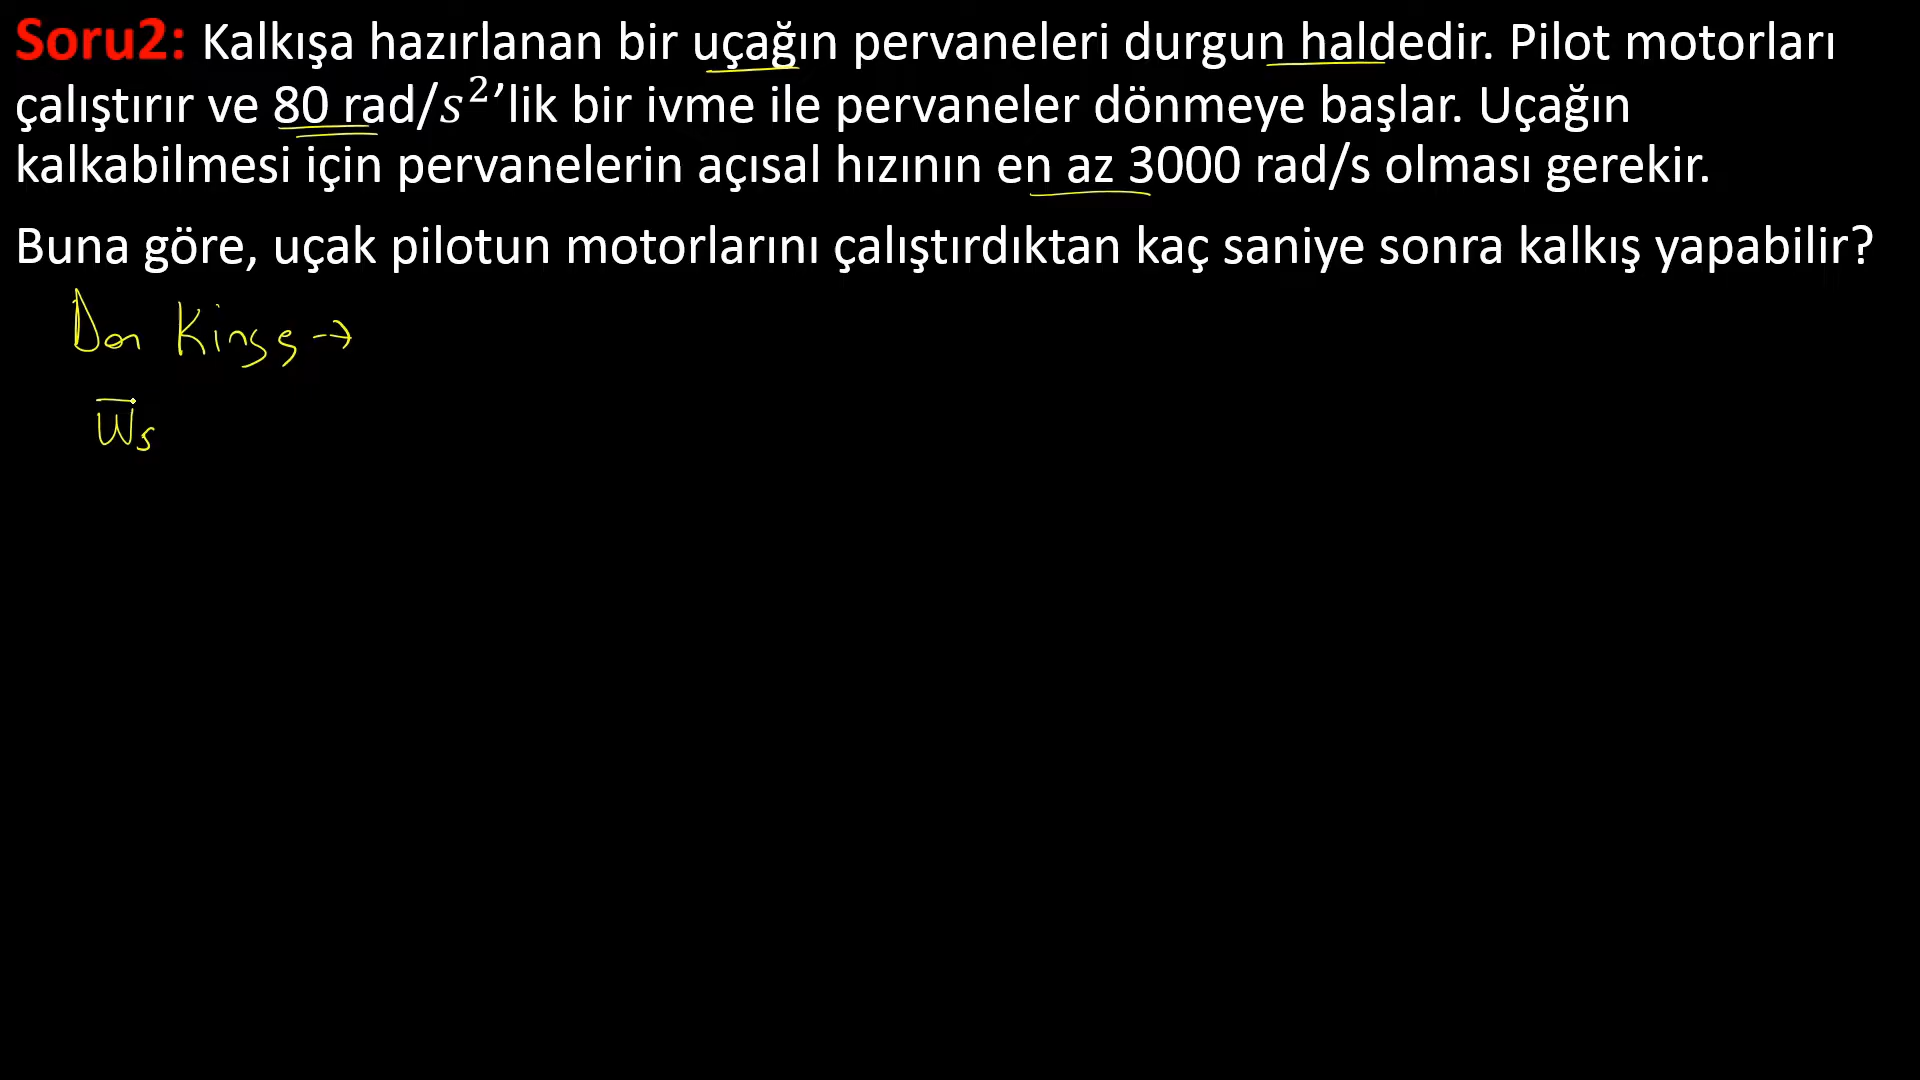 Soru2: Kalkışa hazırlanan bir uçağın pervaneleri durgun haldedir. Pilot motorları
çalıştırır ve 80 rad/s²’lik bir ivme ile pervaneler dönmeye başlar. Uçağın
kalkabilmesi için pervanelerin açısal hızının en az 3000 rad/s olması gerekir.
Buna göre, uçak pilotun motorlarını çalıştırdıktan kaç saniye sonra kalkış yapabilir?
Dön →
W̅s